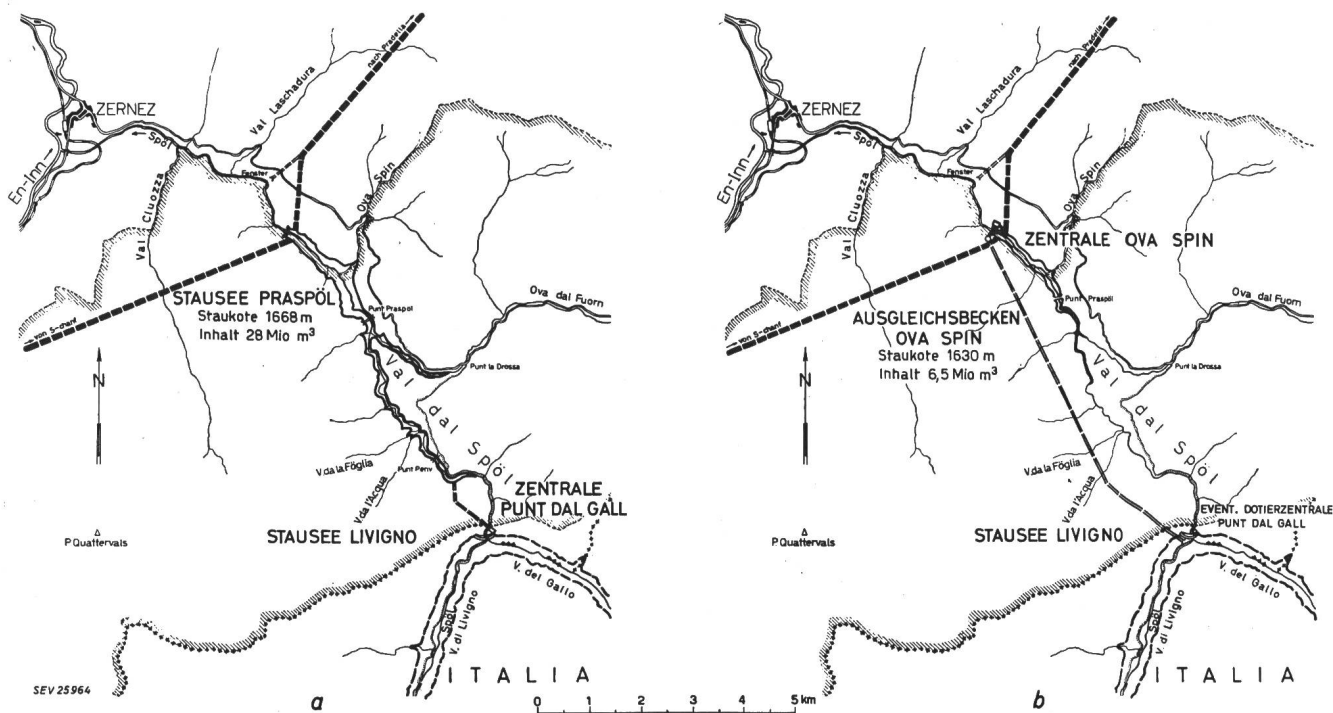 nach Pradella
Val Laschadura
ZERNEZ
Spöl
Fenster
Ova Spin
En-Inn
Val Cluozza
STAUSEE PRASPÖL
Staukote 1668 m
Inhalt 28 Mio m³
von S-chanf
Punt Praspöl
Ova dal Fuorn
Punt la Drossa
N
Val dal Spöl
V. da la Föglia
Punt Periv
V. da l'Acqua
ZENTRALE
PUNT DAL GALL
STAUSEE LIVIGNO
P. Quattervals
V. del Gallo
Spöl
V. di Livigno
ITALIA
SEV 25964
a
0 1 2 3 4 5 km
nach Pradella
Val Laschadura
ZERNEZ
Spöl
Fenster
Ova Spin
En-Inn
Val Cluozza
ZENTRALE OVA SPIN
Punt Praspöl
Ova dal Fuorn
AUSGLEICHSBECKEN
OVA SPIN
Staukote 1630 m
Inhalt 6,5 Mio m³
von S-chanf
Punt la Drossa
N
Val dal Spöl
V. da la Föglia
V. da l'Acqua
EVENT. DOTIERZENTRALE
PUNT DAL GALL
STAUSEE LIVIGNO
P. Quattervals
V. del Gallo
Spöl
V. di Livigno
ITALIA
b